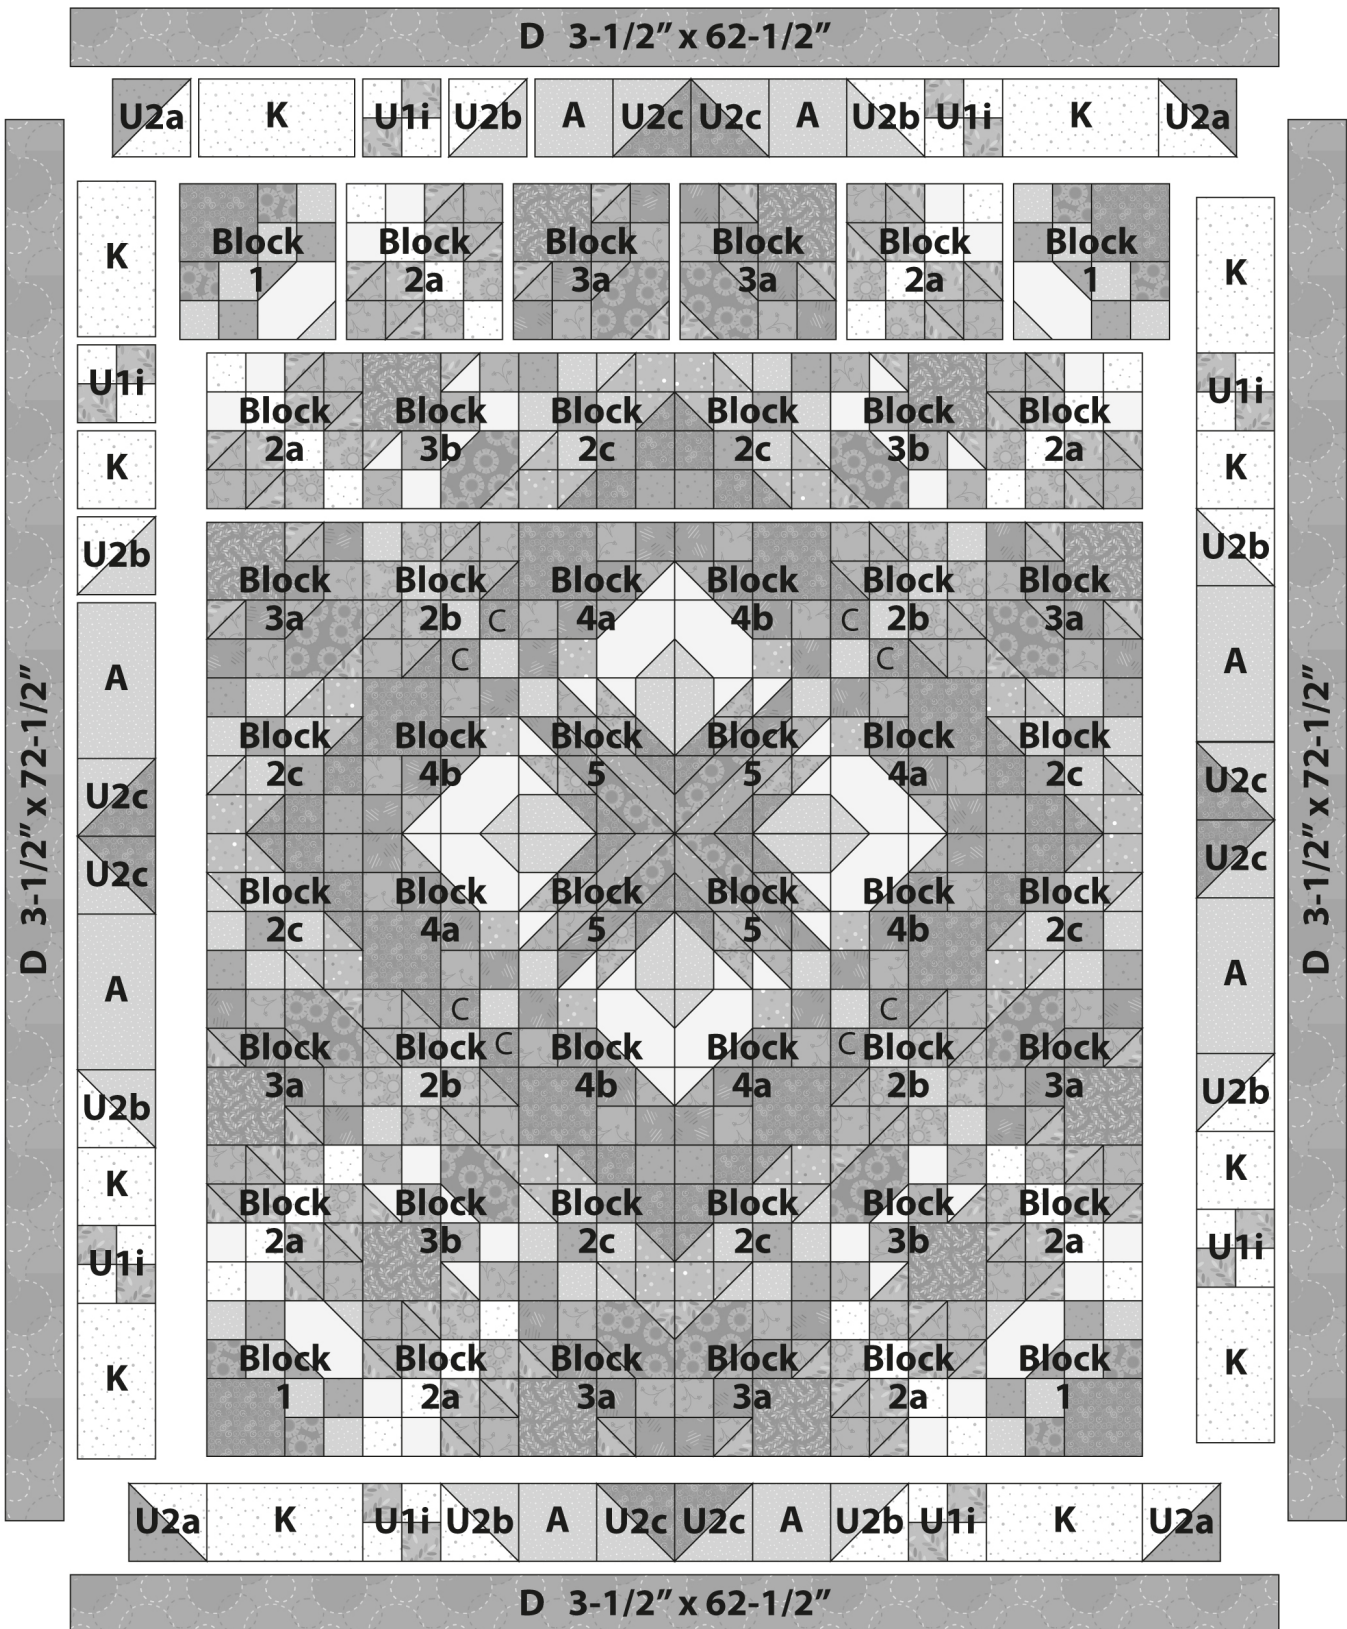 D 3-1/2” x 62-1/2”
U2a K U1i U2b A U2c U2c A U2b U1i K U2a
K
Block Block Block Block Block Block
1 2a 3a 3a 2a 1
K
U1i
U1i
Block Block Block Block Block Block
2a 3b 2c 2c 3b 2a
K
K
U2b
U2b
Block Block Block Block Block Block
3a 2b C 4a 4b C 2b 3a
C C
A
A
D 3-1/2” x 72-1/2”
D 3-1/2” x 72-1/2”
Block Block Block Block Block Block
2c 4b 5 5 4a 2c
U2c
U2c
U2c
U2c
Block Block Block Block Block Block
2c 4a 5 5 4b 2c
A
A
C C
Block Block C Block Block C Block Block
3a 2b 4b 4a 2b 3a
U2b
U2b
K
K
Block Block Block Block Block Block
2a 3b 2c 2c 3b 2a
U1i
U1i
Block Block Block Block Block Block
1 2a 3a 3a 2a 1
K
K
U2a K U1i U2b A U2c U2c A U2b U1i K U2a
D 3-1/2” x 62-1/2”